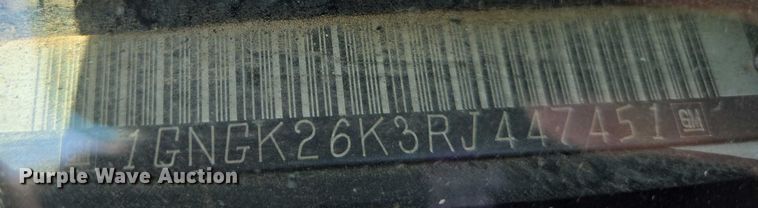 1GNGK26K3RJ447451 GM
Purple Wave Auction®